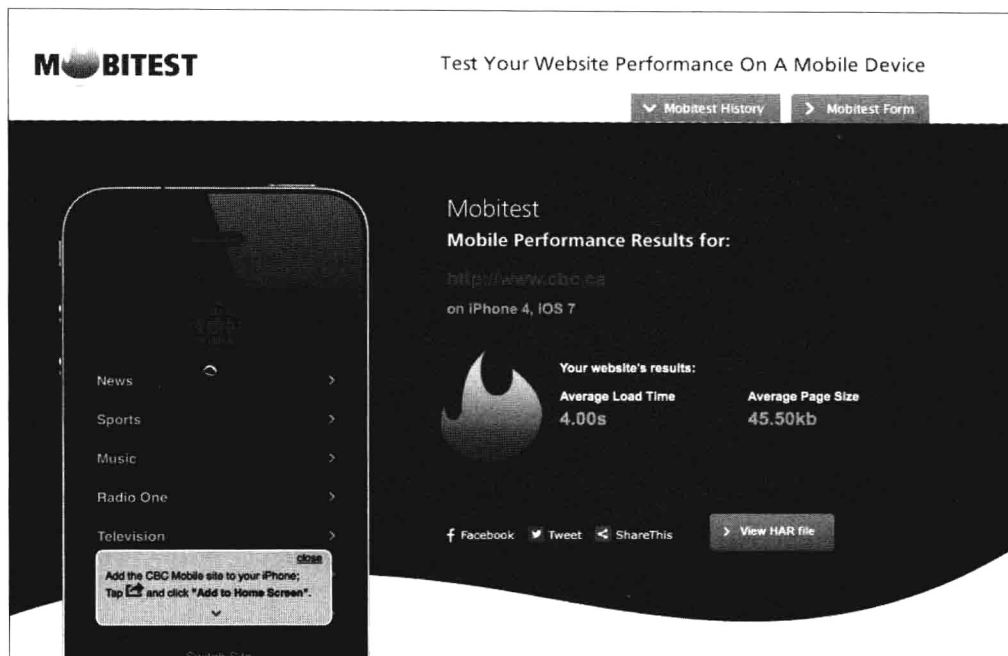 MOBITEST
Test Your Website Performance On A Mobile Device
Mobitest History
Mobitest Form
Mobitest
Mobile Performance Results for:
http://www.cbc.ca
on iPhone 4, IOS 7
Your website's results:
Average Load Time
Average Page Size
4.00s
45.50kb
Facebook
Tweet
ShareThis
View HAR file
News
Sports
Music
Radio One
Television
close
Add the CBC Mobile site to your iPhone:
Tap and click "Add to Home Screen".